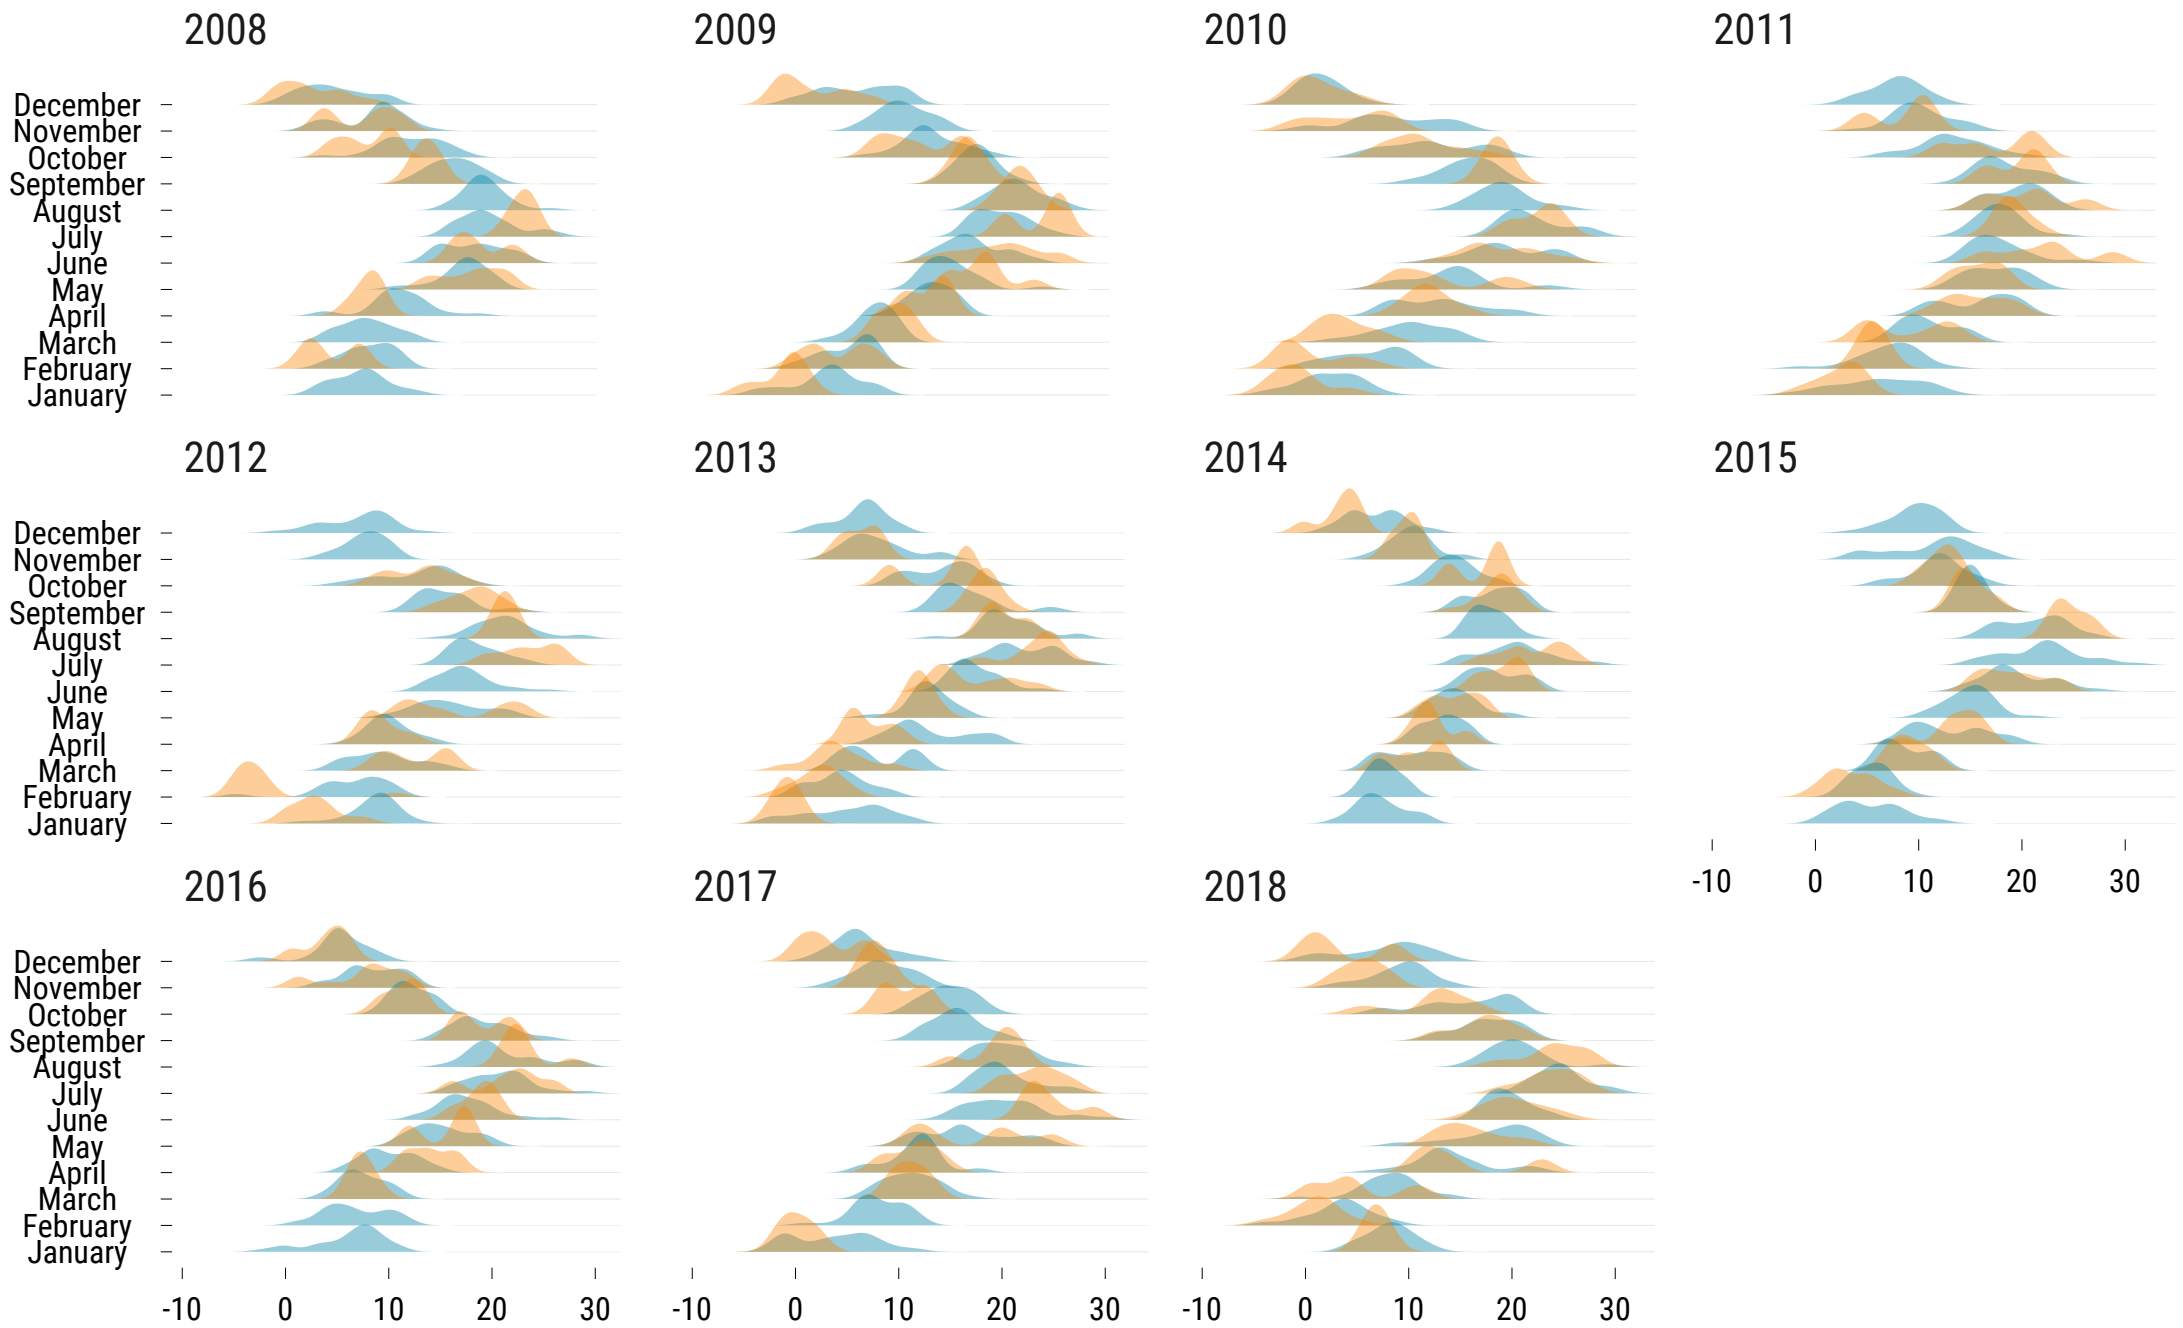 2008 2009 2010 2011
December
November
October
September
August
July
June
May
April
March
February
January
2012 2013 2014 2015
December
November
October
September
August
July
June
May
April
March
February
January
-10 0 10 20 30
2016 2017 2018
December
November
October
September
August
July
June
May
April
March
February
January
-10 0 10 20 30 -10 0 10 20 30 -10 0 10 20 30